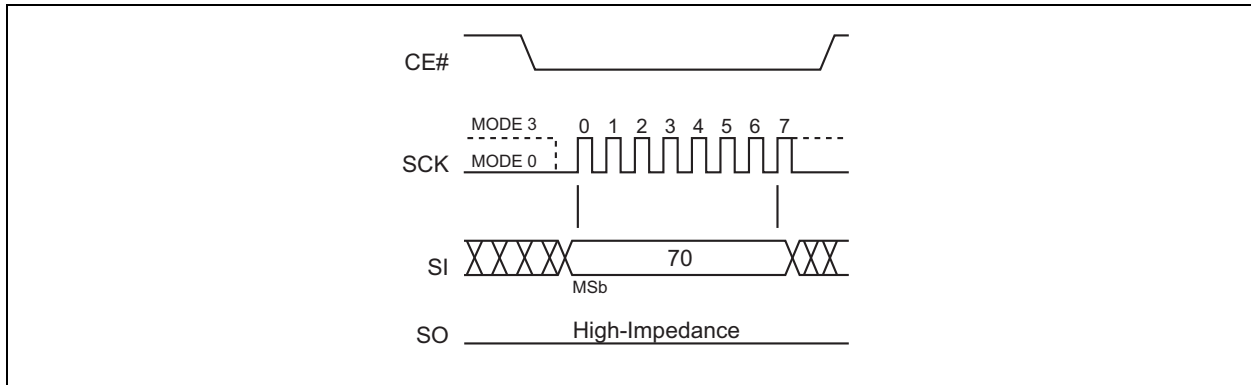 CE#
MODE 3
0 1 2 3 4 5 6 7
SCK
MODE 0
SI
70
MSb
SO
High-Impedance